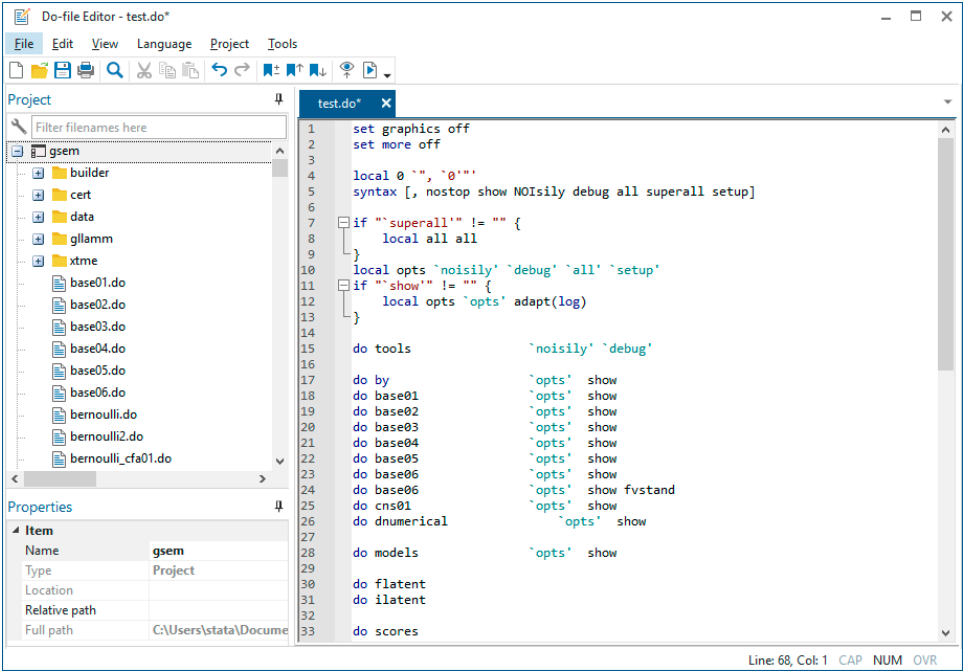 Do-file Editor - test.do*
File Edit View Language Project Tools
Project
Filter filenames here
gsem
builder
cert
data
gllamm
xtme
base01.do
base02.do
base03.do
base04.do
base05.do
base06.do
bernoulli.do
bernoulli2.do
bernoulli_cfa01.do
Properties
Item
Name gsem
Type Project
Location
Relative path
Full path C:\Users\stata\Docume
test.do*
1 set graphics off
2 set more off
3
4 local 0 `", `0'"'
5 syntax [, nostop show NOIsily debug all superall setup]
6
7 if "`superall'" != "" {
8     local all all
9 }
10 local opts `noisily' `debug' `all' `setup'
11 if "`show'" != "" {
12     local opts `opts' adapt(log)
13 }
14
15 do tools `noisily' `debug'
16
17 do by `opts' show
18 do base01 `opts' show
19 do base02 `opts' show
20 do base03 `opts' show
21 do base04 `opts' show
22 do base05 `opts' show
23 do base06 `opts' show
24 do base06 `opts' show fvstand
25 do cns01 `opts' show
26 do dnumerical `opts' show
27
28 do models `opts' show
29
30 do flatent
31 do ilatent
32
33 do scores
Line: 68, Col: 1 CAP NUM OVR